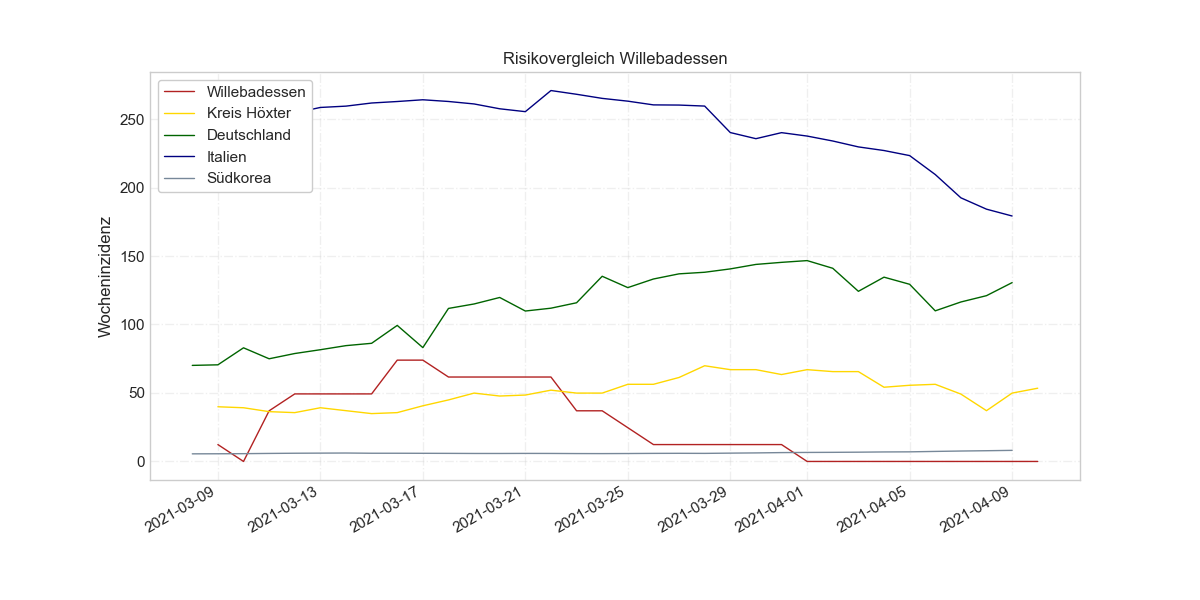 Risikovergleich Willebadessen
Willebadessen
Kreis Höxter
Deutschland
Italien
Südkorea
Wocheninzidenz
250
200
150
100
50
0
2021-03-09
2021-03-13
2021-03-17
2021-03-21
2021-03-25
2021-03-29
2021-04-01
2021-04-05
2021-04-09